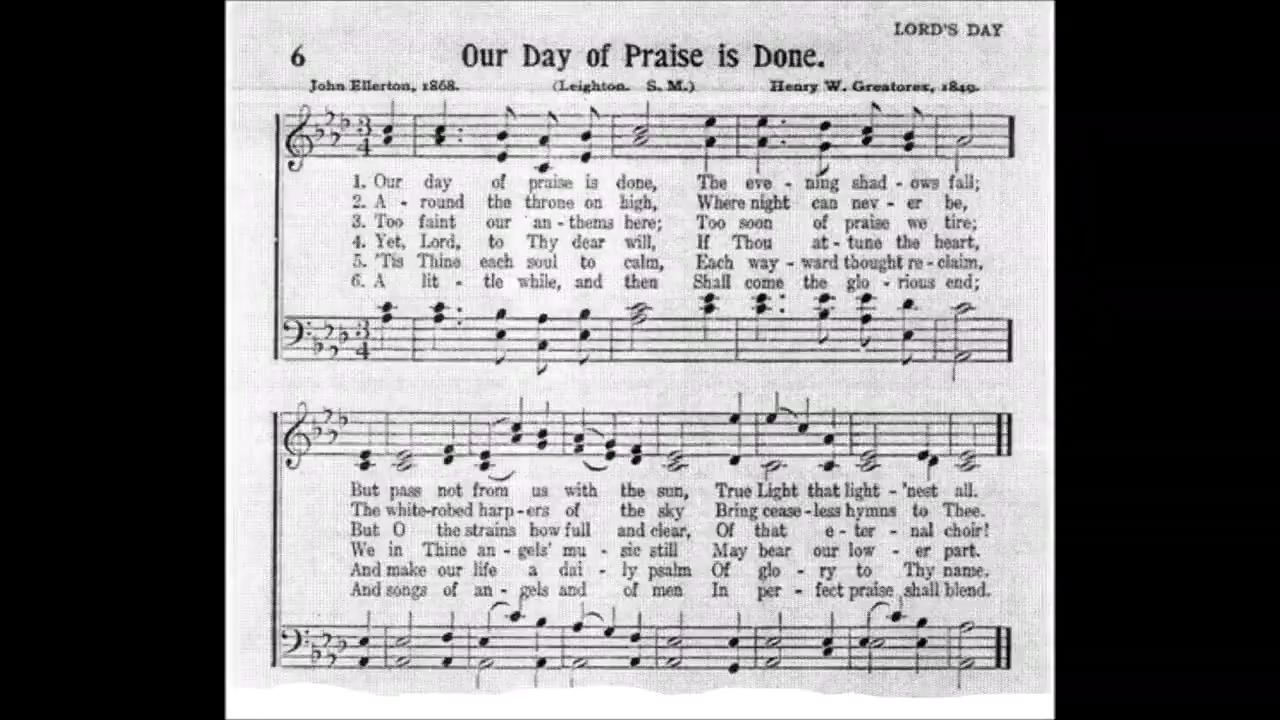 LORD'S DAY
6 Our Day of Praise is Done.
John Ellerton, 1868. (Leighton. S. M.) Henry W. Greatorex, 1849.
3 4
1. Our day of praise is done, The eve - ning shad - ows fall;
2. A - round the throne on high, Where night can nev - er be,
3. Too faint our an - thems here; Too soon of praise we tire;
4. Yet, Lord, to Thy dear will, If Thou at - tune the heart,
5. 'Tis Thine each soul to calm, Each way - ward thought re - claim,
6. A lit - tle while, and then Shall come the glo - rious end;
3 4
But pass not from us with the sun, True Light that light - 'nest all.
The white-robed harp - ers of the sky Bring cease - less hymns to Thee.
But O the strains how full and clear, Of that e - ter - nal choir!
We in Thine an - gels' mu - sic still May bear our low - er part.
And make our life a dai - ly psalm Of glo - ry to Thy name.
And songs of an - gels and of men In per - fect praise shall blend.